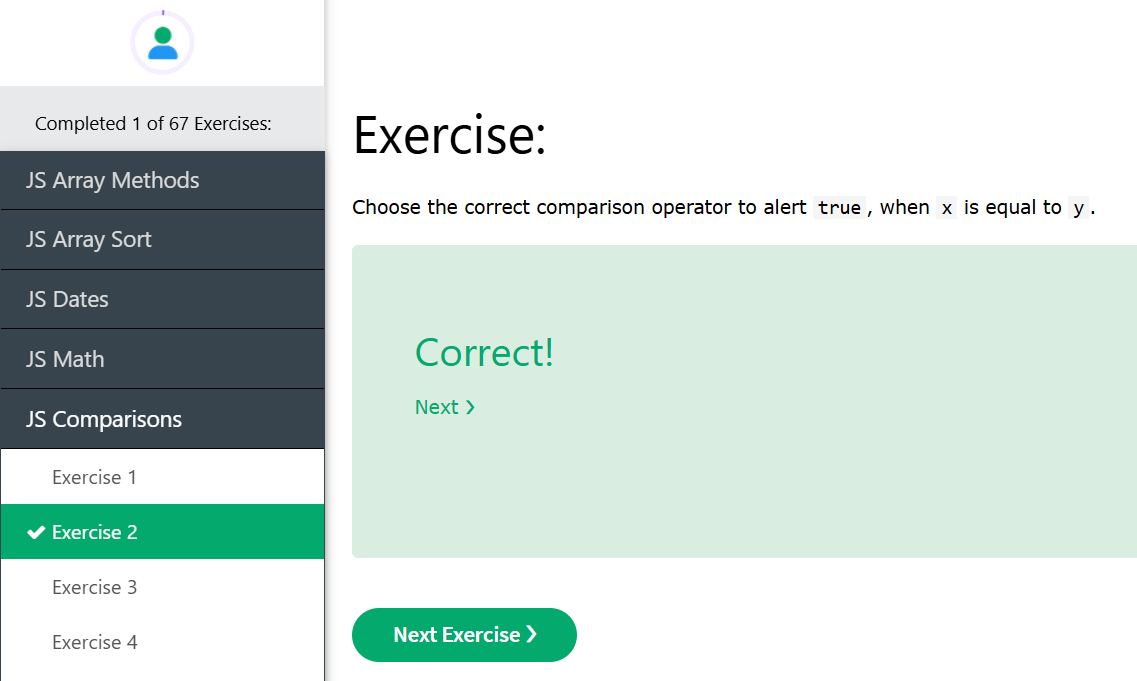 Completed 1 of 67 Exercises:
JS Array Methods
JS Array Sort
JS Dates
JS Math
JS Comparisons
Exercise 1
Exercise 2
Exercise 3
Exercise 4
Exercise:
Choose the correct comparison operator to alert true, when x is equal to y.
Correct!
Next ❯
Next Exercise ❯